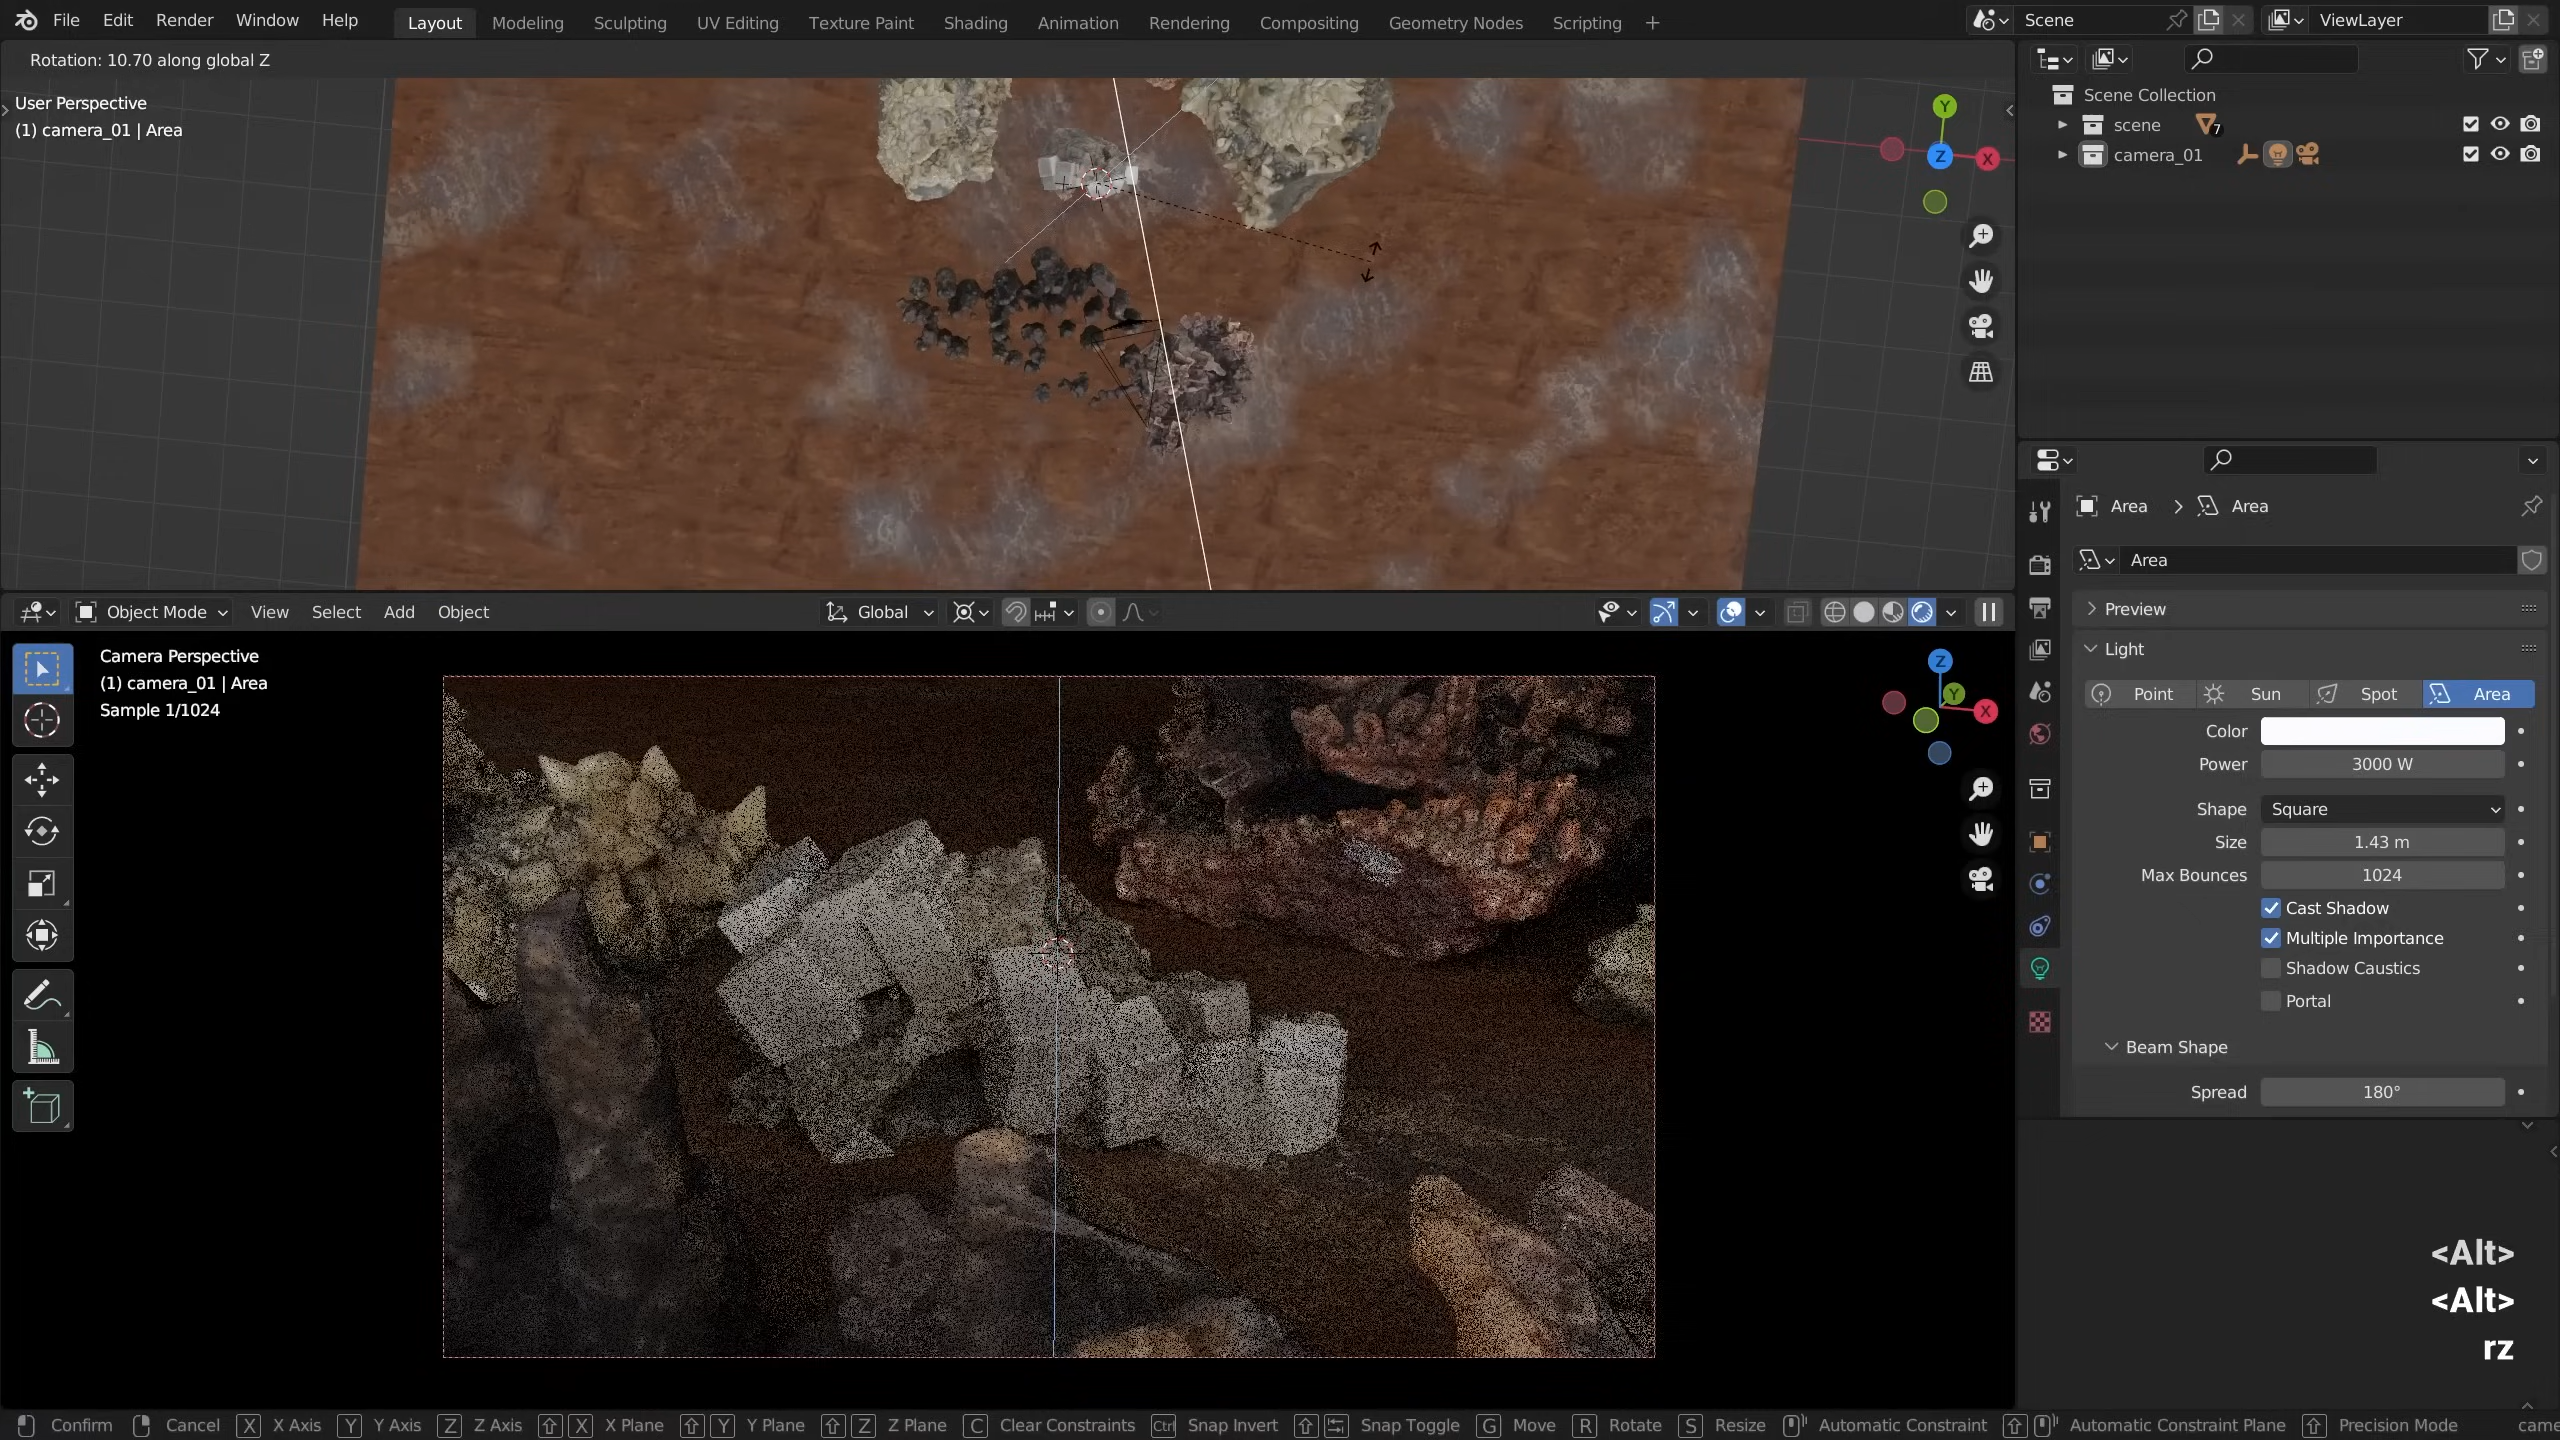 File Edit Render Window Help Layout Modeling Sculpting UV Editing Texture Paint Shading Animation Rendering Compositing Geometry Nodes Scripting + Scene ViewLayer
Rotation: 10.70 along global Z
User Perspective
(1) camera_01 | Area
Y
Z
X
Scene Collection
scene 7
camera_01
Area > Area
Area
Preview
Light
Point Sun Spot Area
Color
Power 3000 W
Shape Square
Size 1.43 m
Max Bounces 1024
Cast Shadow
Multiple Importance
Shadow Caustics
Portal
Beam Shape
Spread 180°
Object Mode View Select Add Object Global
Camera Perspective
(1) camera_01 | Area
Sample 1/1024
Z
Y
X
<Alt>
<Alt>
rz
Confirm Cancel X X Axis Y Y Axis Z Z Axis X X Plane Y Y Plane Z Z Plane C Clear Constraints Ctrl Snap Invert Snap Toggle G Move R Rotate S Resize Automatic Constraint Automatic Constraint Plane Precision Mode came